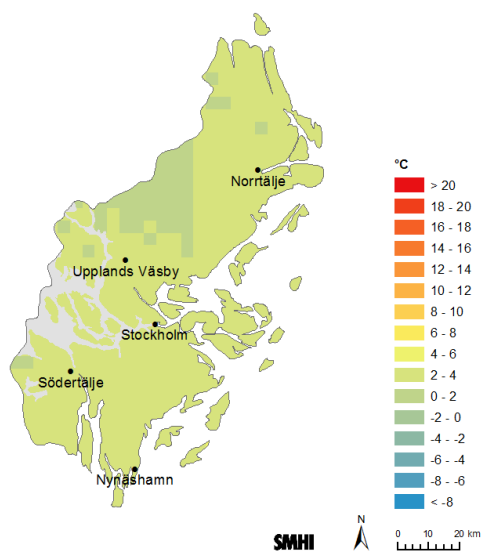 Norrtälje
Upplands Väsby
Stockholm
Södertälje
Nynäshamn
°C
> 20
18 - 20
16 - 18
14 - 16
12 - 14
10 - 12
8 - 10
6 - 8
4 - 6
2 - 4
0 - 2
-2 - 0
-4 - -2
-6 - -4
-8 - -6
< -8
SMHI
N
0 10 20 km